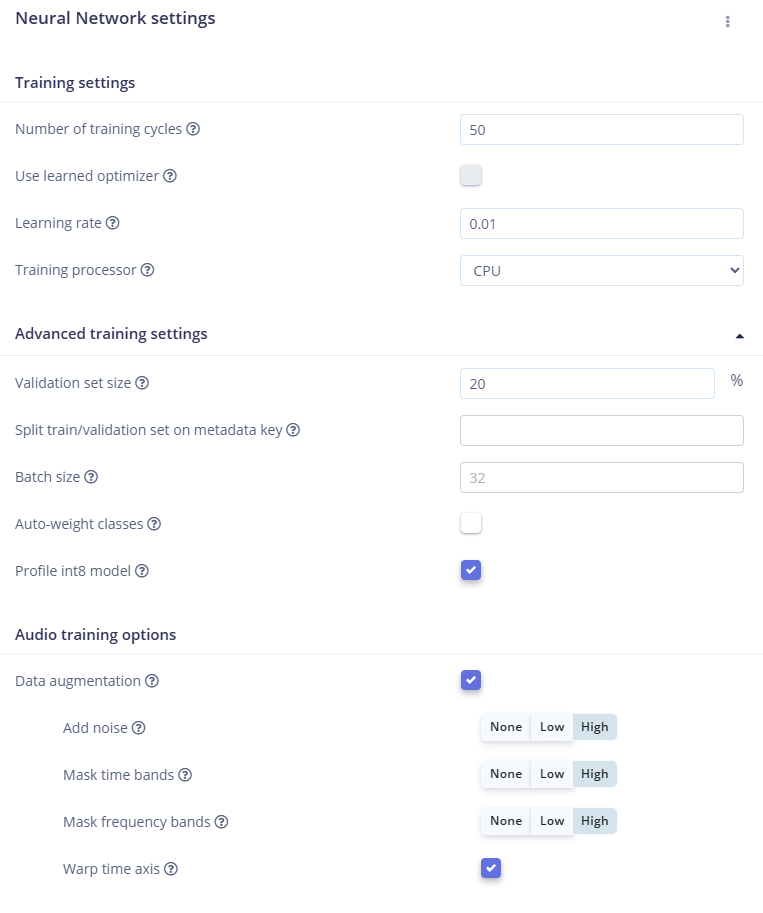 Neural Network settings
Training settings
Number of training cycles
50
Use learned optimizer
Learning rate
0.01
Training processor
CPU
Advanced training settings
Validation set size
20
%
Split train/validation set on metadata key
Batch size
32
Auto-weight classes
Profile int8 model
Audio training options
Data augmentation
Add noise
None Low High
Mask time bands
None Low High
Mask frequency bands
None Low High
Warp time axis